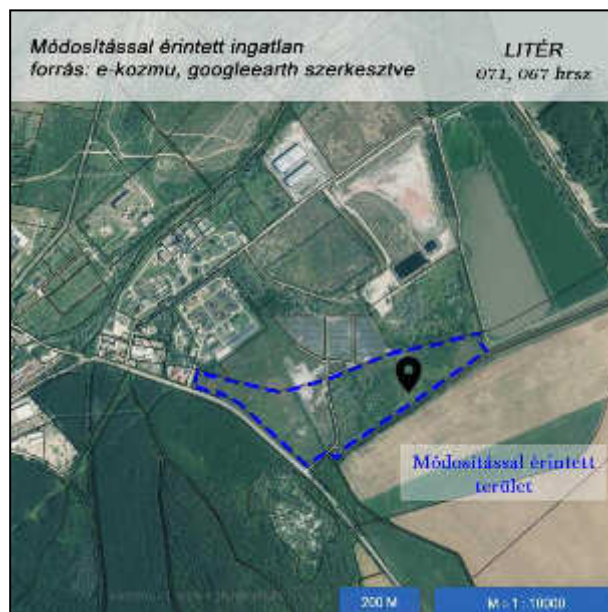 Módosítással érintett ingatlan
forrás: e-kozmu, googleearth szerkesztve
LITÉR
071, 067 hrsz
Módosítással érintett
terület
200 M
M : 1 : 10000